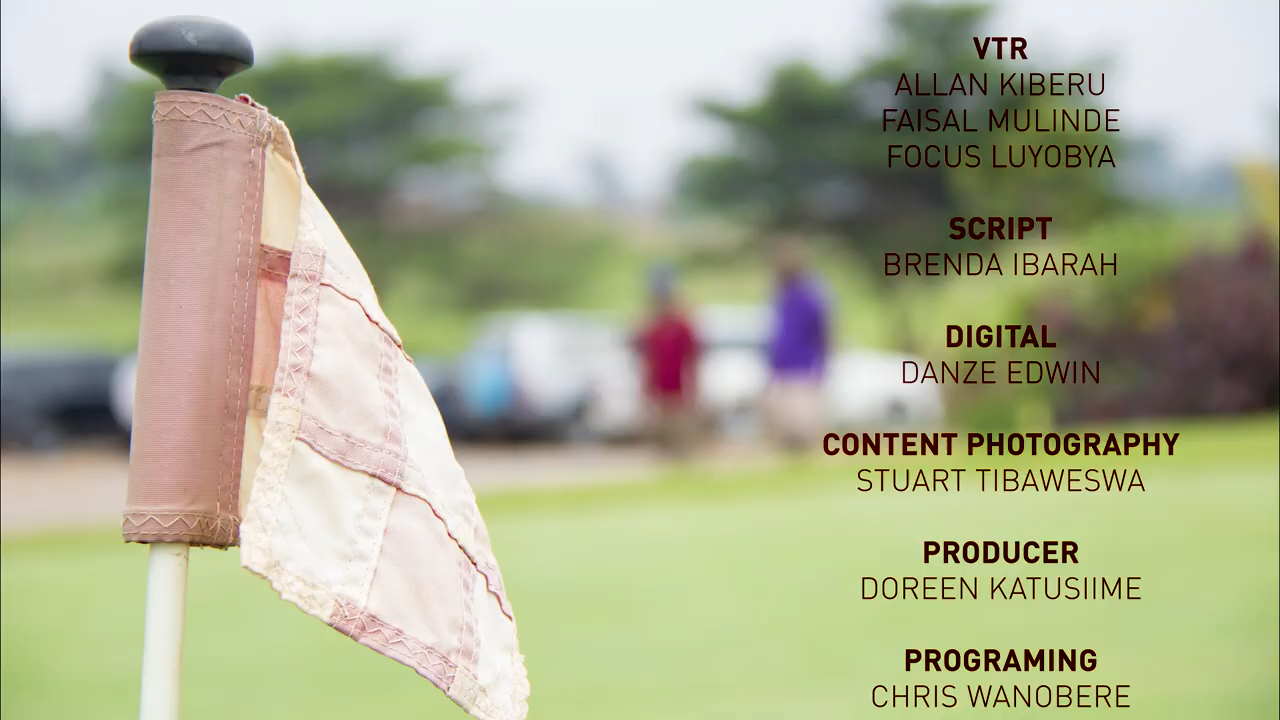 VTR
ALLAN KIBERU
FAISAL MULINDE
FOCUS LUYOBYA
SCRIPT
BRENDA IBARAH
DIGITAL
DANZE EDWIN
CONTENT PHOTOGRAPHY
STUART TIBAWESWA
PRODUCER
DOREEN KATUSIIME
PROGRAMING
CHRIS WANOBERE